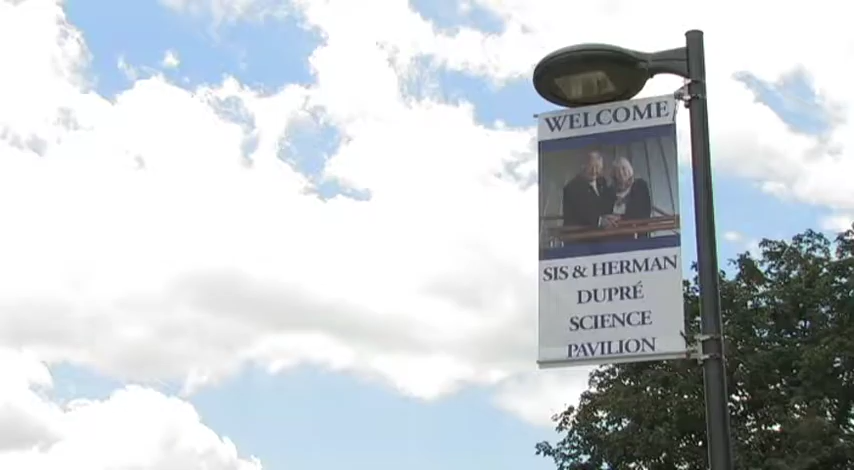 WELCOME
SIS & HERMAN
DUPRÉ
SCIENCE
PAVILION